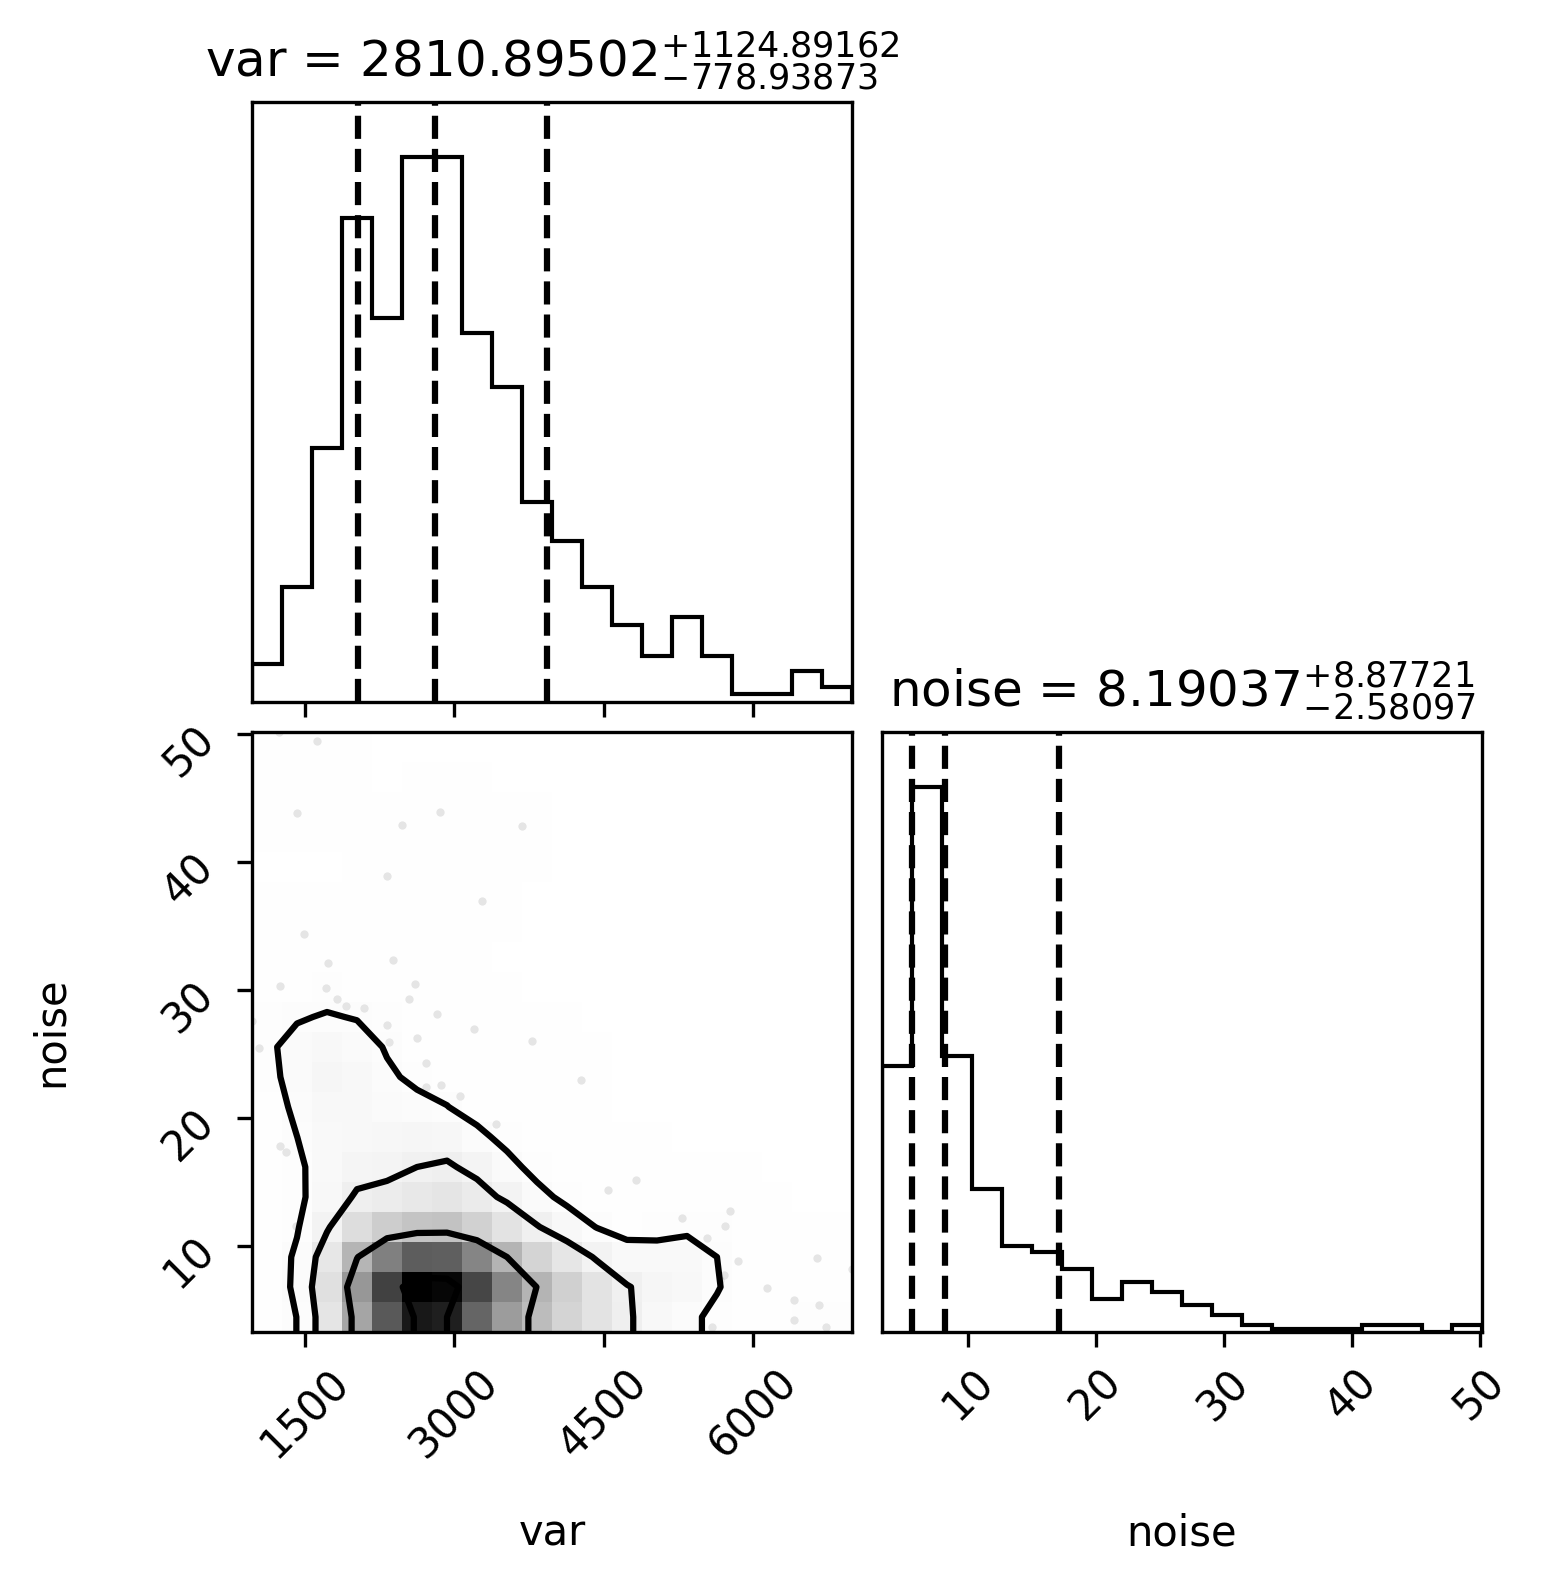 var = 2810.89502+1124.89162−778.93873
noise = 8.19037+8.87721−2.58097
50
40
30
20
10
noise
1500 3000 4500 6000
10 20 30 40 50
var
noise